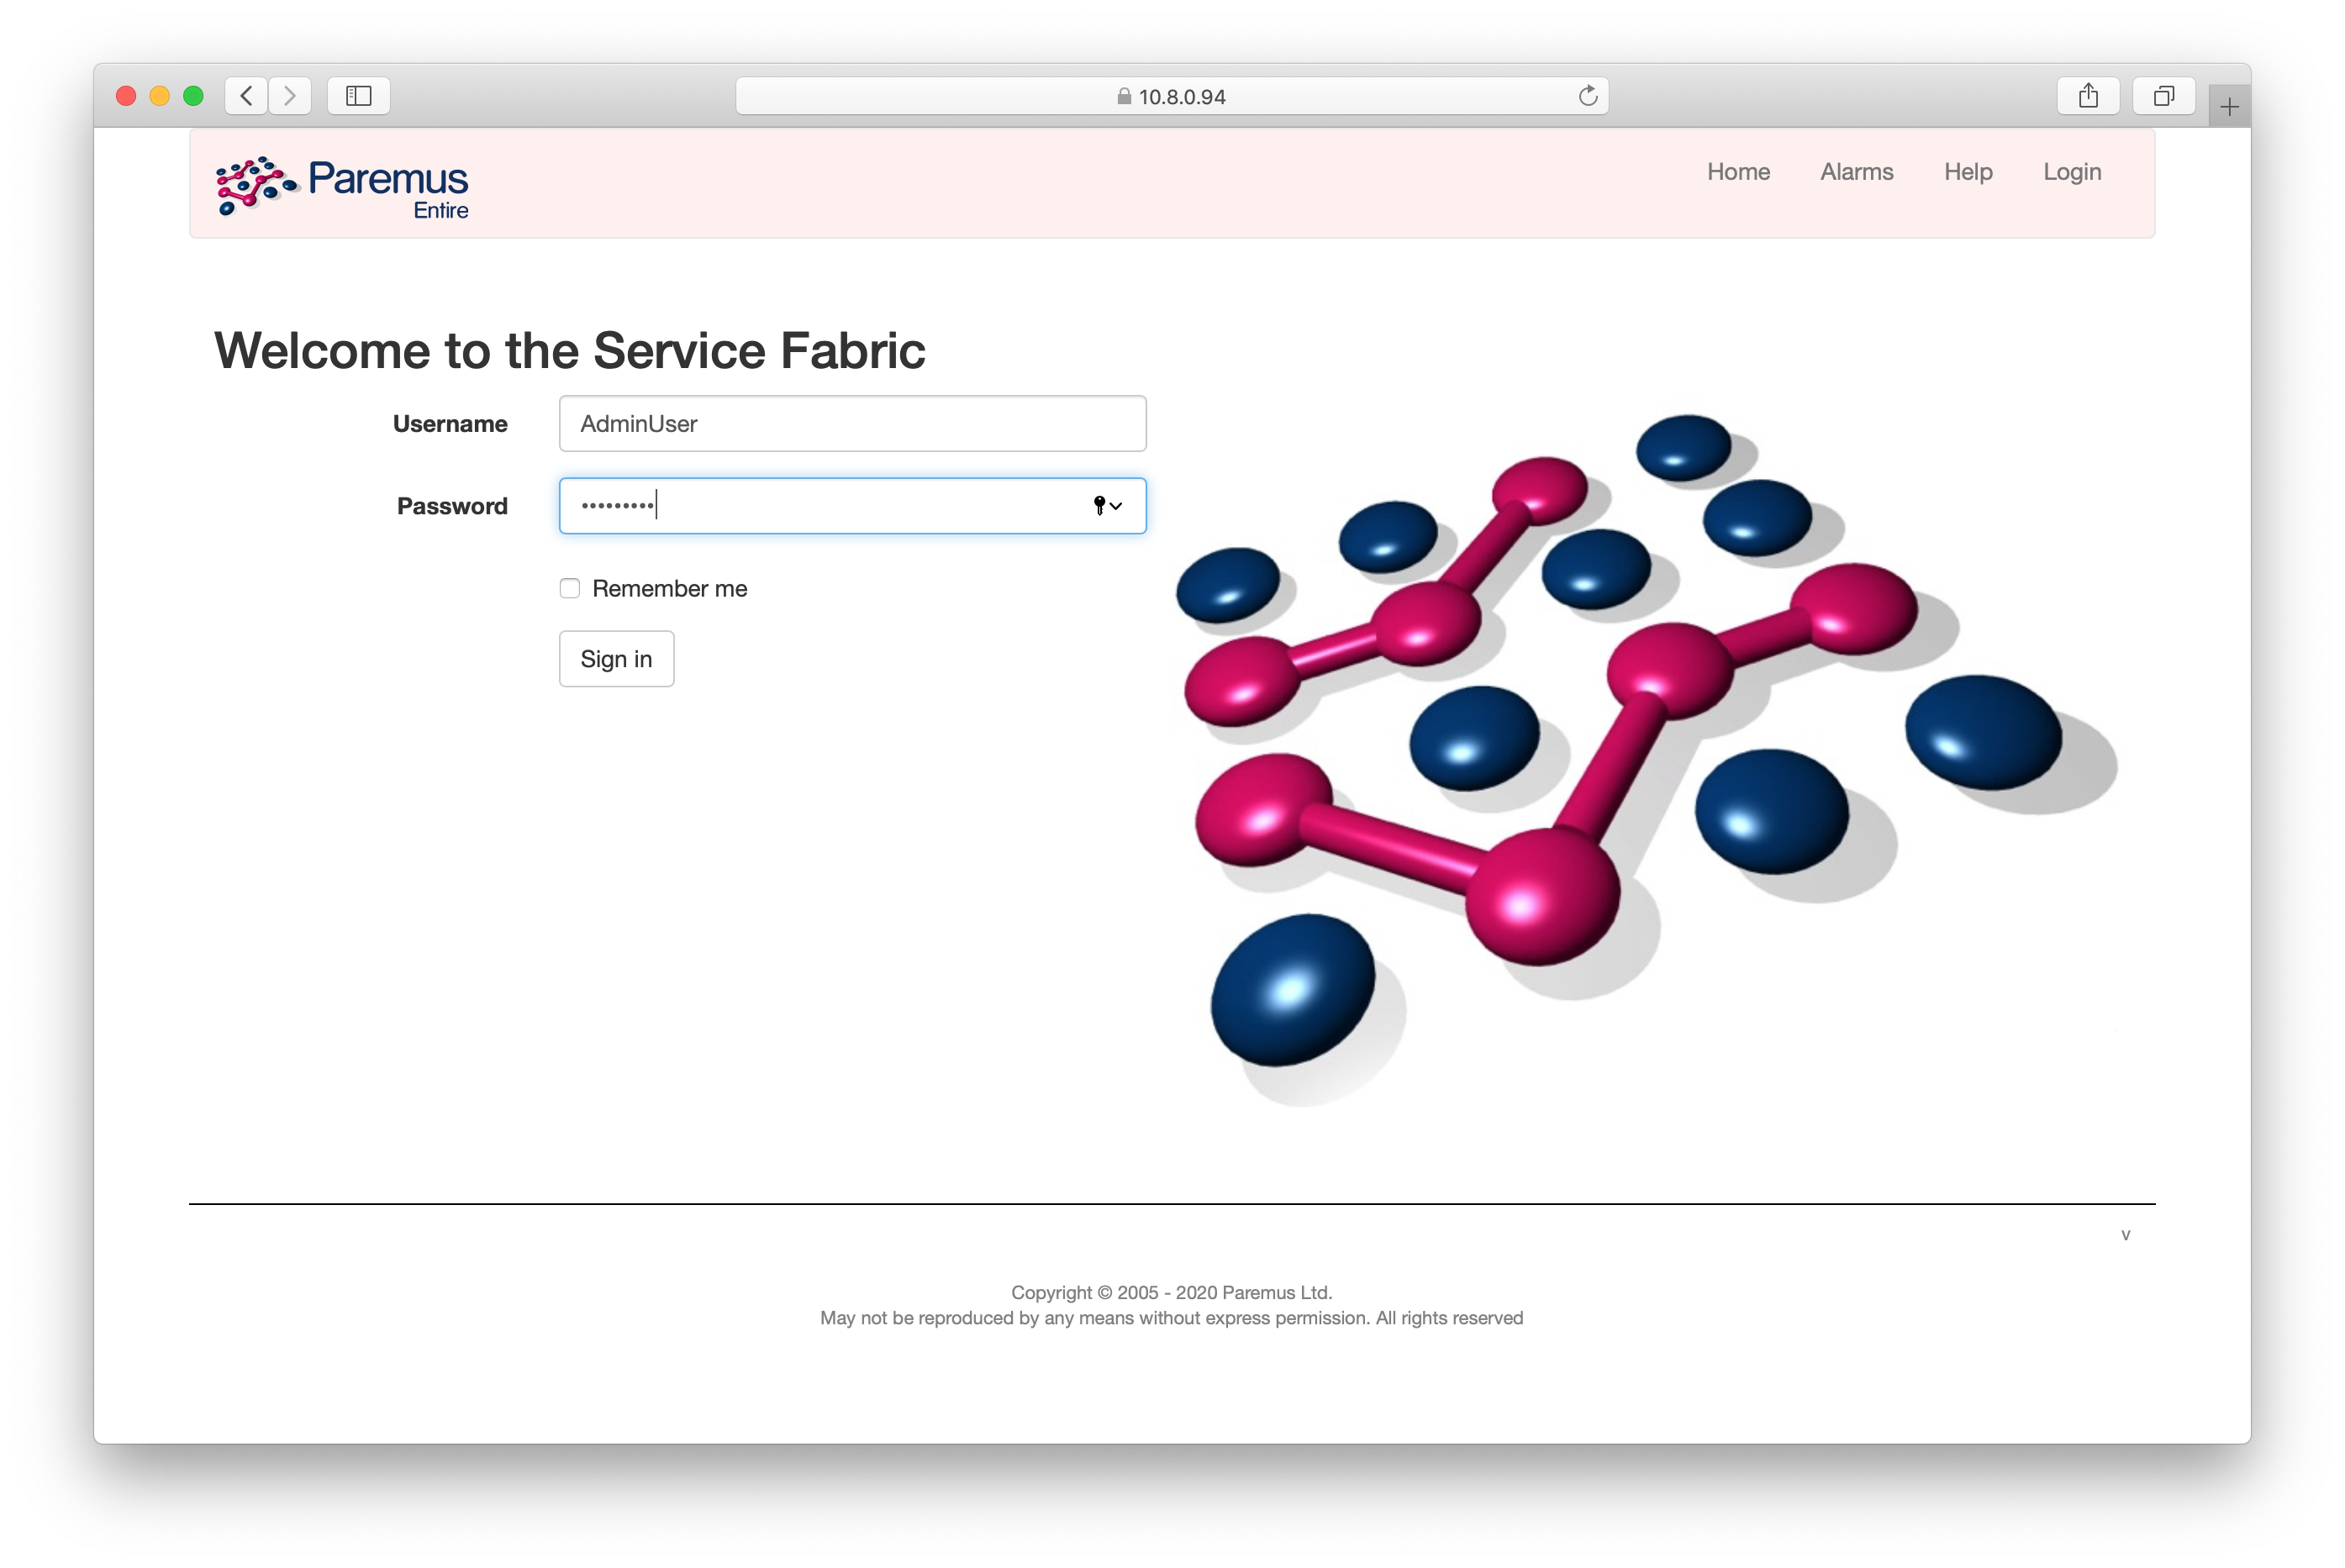 10.8.0.94
Paremus
Entire
Home Alarms Help Login
Welcome to the Service Fabric
Username AdminUser
Password •••••••••
Remember me
Sign in
v
Copyright © 2005 - 2020 Paremus Ltd.
May not be reproduced by any means without express permission. All rights reserved